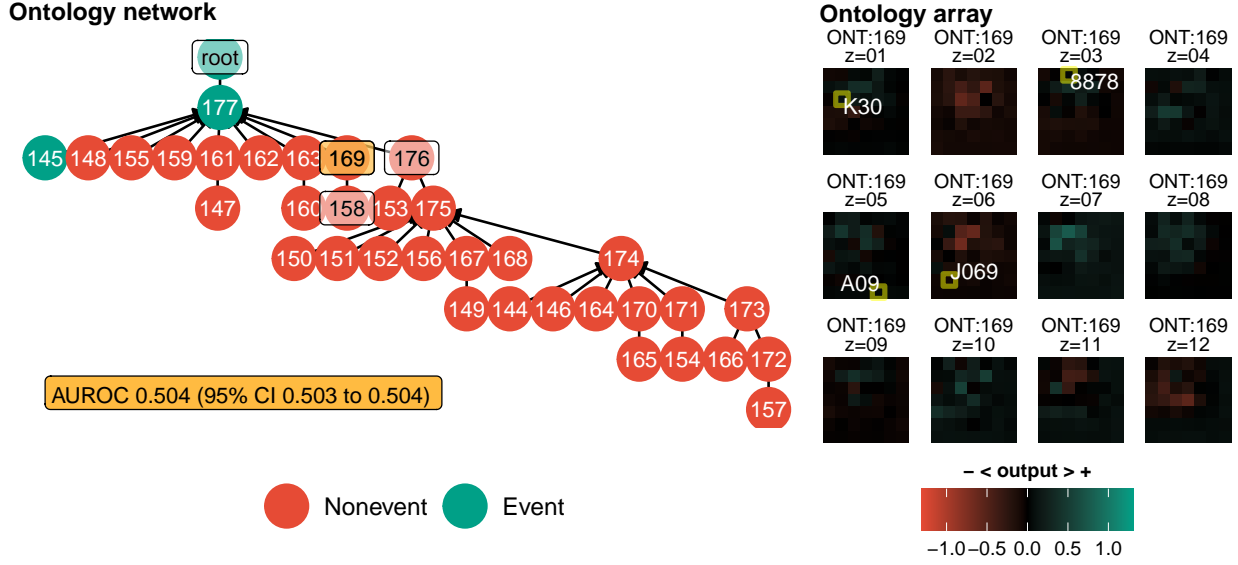 Ontology network
root
177
145 148 155 159 161 162 163 169 176
147 160 158 153 175
150 151 152 156 167 168 174
149 144 146 164 170 171 173
165 154 166 172
157
AUROC 0.504 (95% CI 0.503 to 0.504)
Nonevent Event
Ontology array
ONT:169 ONT:169 ONT:169 ONT:169
z=01 z=02 z=03 z=04
K30 8878
ONT:169 ONT:169 ONT:169 ONT:169
z=05 z=06 z=07 z=08
A09 J069
ONT:169 ONT:169 ONT:169 ONT:169
z=09 z=10 z=11 z=12
− < output > +
−1.0 −0.5 0.0 0.5 1.0